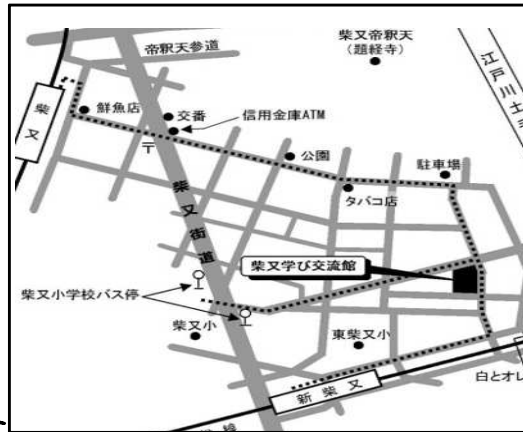 帝釈天参道
柴又帝釈天
(題経寺)
江戸川土
柴又
鮮魚店
交番
信用金庫ATM
〒
公園
駐車場
タバコ店
柴又街道
柴又学び交流館
柴又小学校バス停
柴又小
東柴又小
新柴又
白とオレ